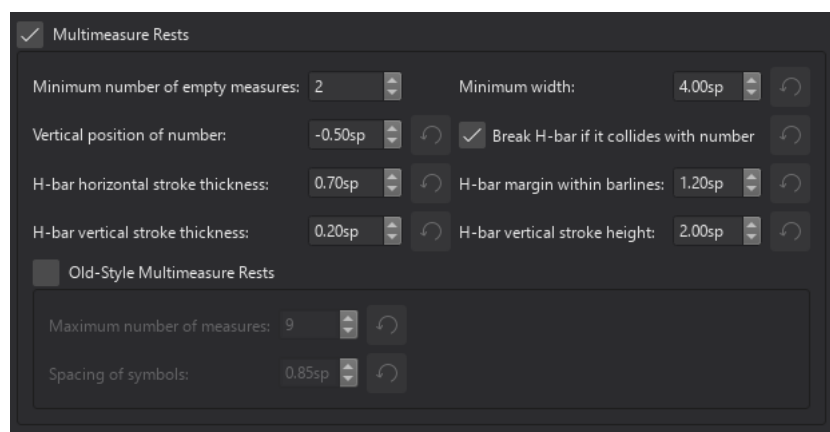 Multimeasure Rests
Minimum number of empty measures: 2 Minimum width: 4.00sp
Vertical position of number: -0.50sp Break H-bar if it collides with number
H-bar horizontal stroke thickness: 0.70sp H-bar margin within barlines: 1.20sp
H-bar vertical stroke thickness: 0.20sp H-bar vertical stroke height: 2.00sp
Old-Style Multimeasure Rests
Maximum number of measures: 9
Spacing of symbols: 0.85sp